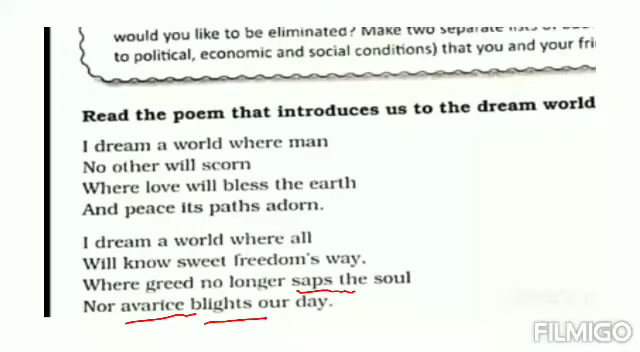 would you like to be eliminated? Make two separate lists of
to political, economic and social conditions) that you and your fri
Read the poem that introduces us to the dream world
I dream a world where man
No other will scorn
Where love will bless the earth
And peace its paths adorn.
I dream a world where all
Will know sweet freedom's way,
Where greed no longer saps the soul
Nor avarice blights our day.
FILMIGO